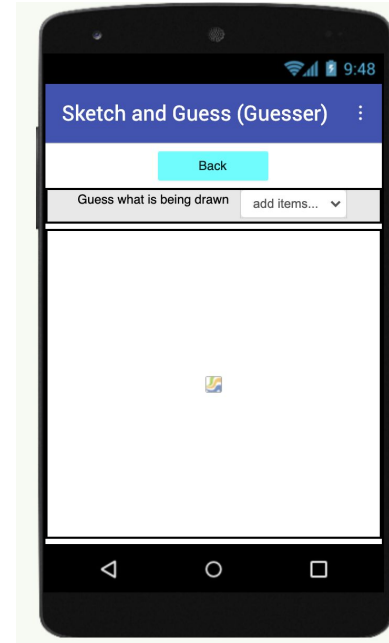 9:48
Sketch and Guess (Guesser)
Back
Guess what is being drawn add items...